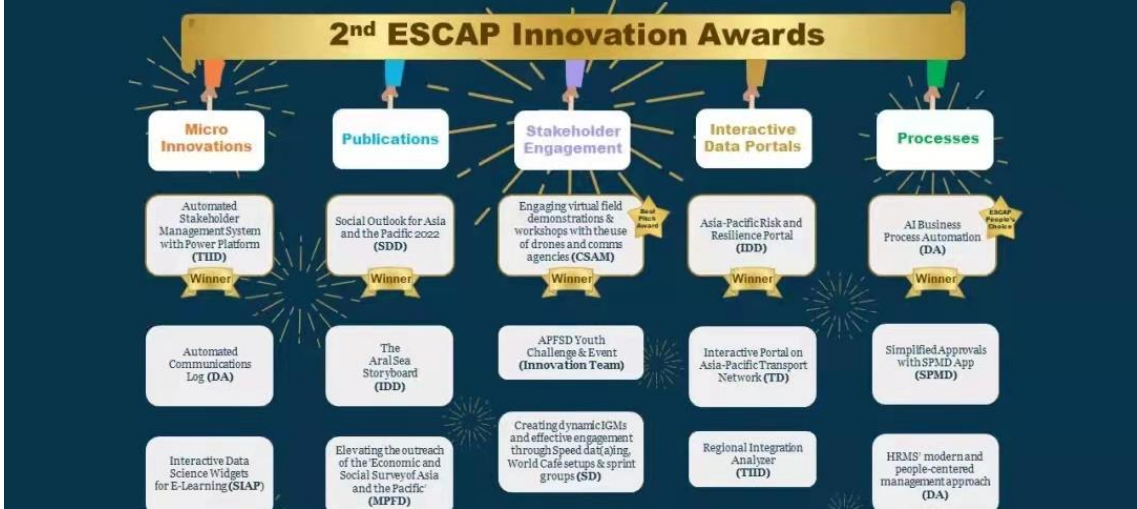 2nd ESCAP Innovation Awards
Micro
Innovations
Automated
Stakeholder
Management System
with Power Platform
(TIID)
Winner
Automated
Communications
Log (DA)
Interactive Data
Science Widgets
for E-Learning (SIAP)
Publications
Social Outlook for Asia
and the Pacific 2022
(SDD)
Winner
The
Aral Sea
Storyboard
(IDD)
Elevating the outreach
of the 'Economic and
Social Survey of Asia
and the Pacific'
(MPFD)
Stakeholder
Engagement
Engaging virtual field
demonstrations &
workshops with the use
of drones and comms
agencies (CSAM)
Best
Pitch
Award
Winner
APFSD Youth
Challenge & Event
(Innovation Team)
Creating dynamic IGMs
and effective engagement
through Speed dat(a)ing,
World Café setups & sprint
groups (SD)
Interactive
Data Portals
Asia-Pacific Risk and
Resilience Portal
(IDD)
Winner
Interactive Portal on
Asia-Pacific Transport
Network (TD)
Regional Integration
Analyzer
(TIID)
Processes
AI Business
Process Automation
(DA)
ESCAP
People's
Choice
Winner
Simplified Approvals
with SPMD App
(SPMD)
HRMS' modern and
people-centered
management approach
(DA)